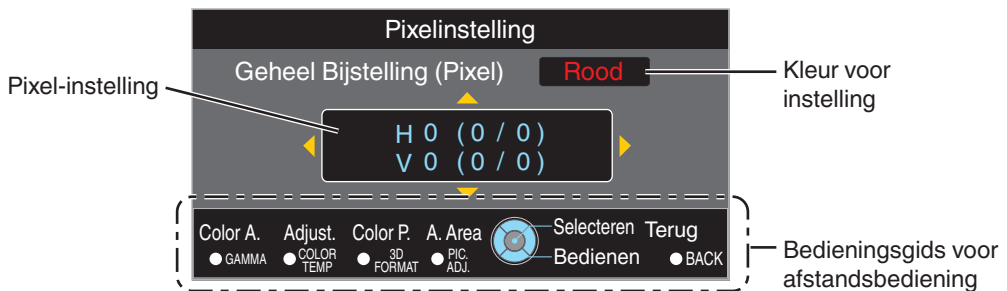 Pixelinstelling
Geheel Bijstelling (Pixel) Rood
Pixel-instelling
Kleur voor
instelling
H 0 (0 / 0)
V 0 (0 / 0)
Color A. Adjust. Color P. A. Area Selecteren Terug
GAMMA COLOR TEMP 3D FORMAT PIC. ADJ. Bedienen BACK
Bedieningsgids voor
afstandsbediening